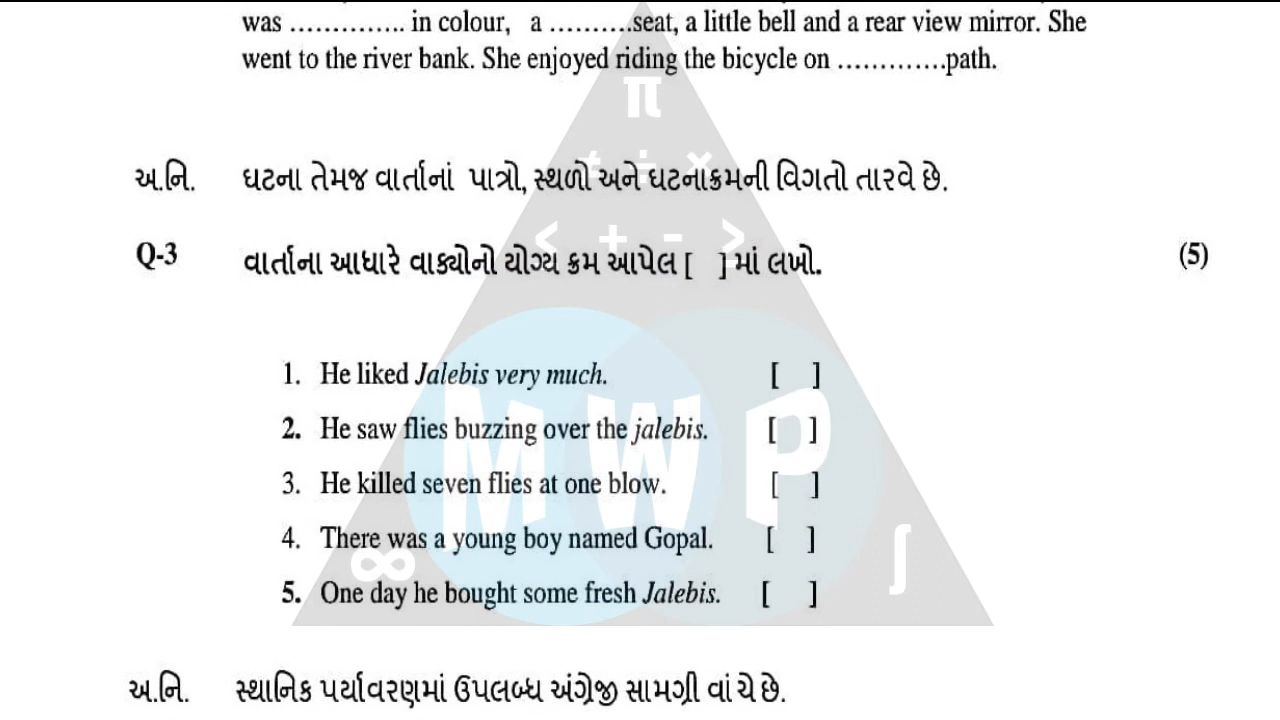 was .............. in colour, a ..........seat, a little bell and a rear view mirror. She
went to the river bank. She enjoyed riding the bicycle on .............path.
અ.નિ. ઘટના તેમજ વાર્તાનાં પાત્રો, સ્થળો અને ઘટનાક્રમની વિગતો તારવે છે.
Q-3 વાર્તાના આધારે વાક્યોનો યોગ્ય ક્રમ આપેલ [ ] માં લખો. (5)
1. He liked Jalebis very much. [ ]
2. He saw flies buzzing over the jalebis. [ ]
3. He killed seven flies at one blow. [ ]
4. There was a young boy named Gopal. [ ]
5. One day he bought some fresh Jalebis. [ ]
અ.નિ. સ્થાનિક પર્યાવરણમાં ઉપલબ્ધ અંગ્રેજી સામગ્રી વાંચે છે.
π
± ÷ ×
< + - >
MWP
∞ ∫